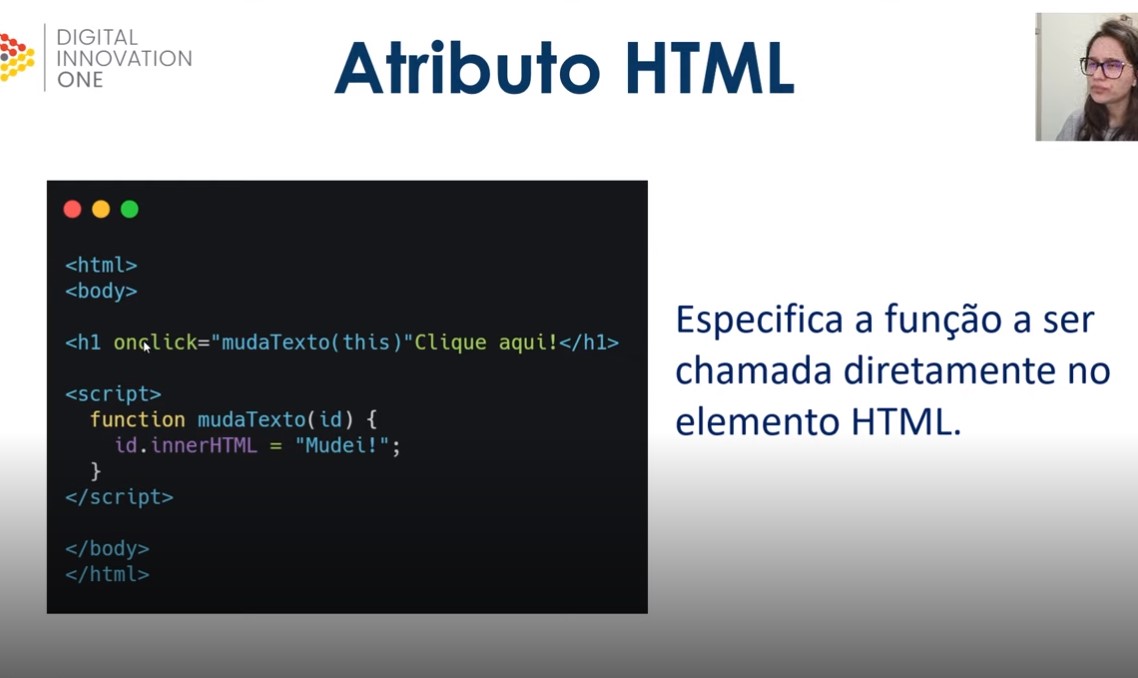 DIGITAL
INNOVATION
ONE
Atributo HTML
<html>
<body>
<h1 onclick="mudaTexto(this)"Clique aqui!</h1>
<script>
function mudaTexto(id) {
id.innerHTML = "Mudei!";
}
</script>
</body>
</html>
Especifica a função a ser
chamada diretamente no
elemento HTML.